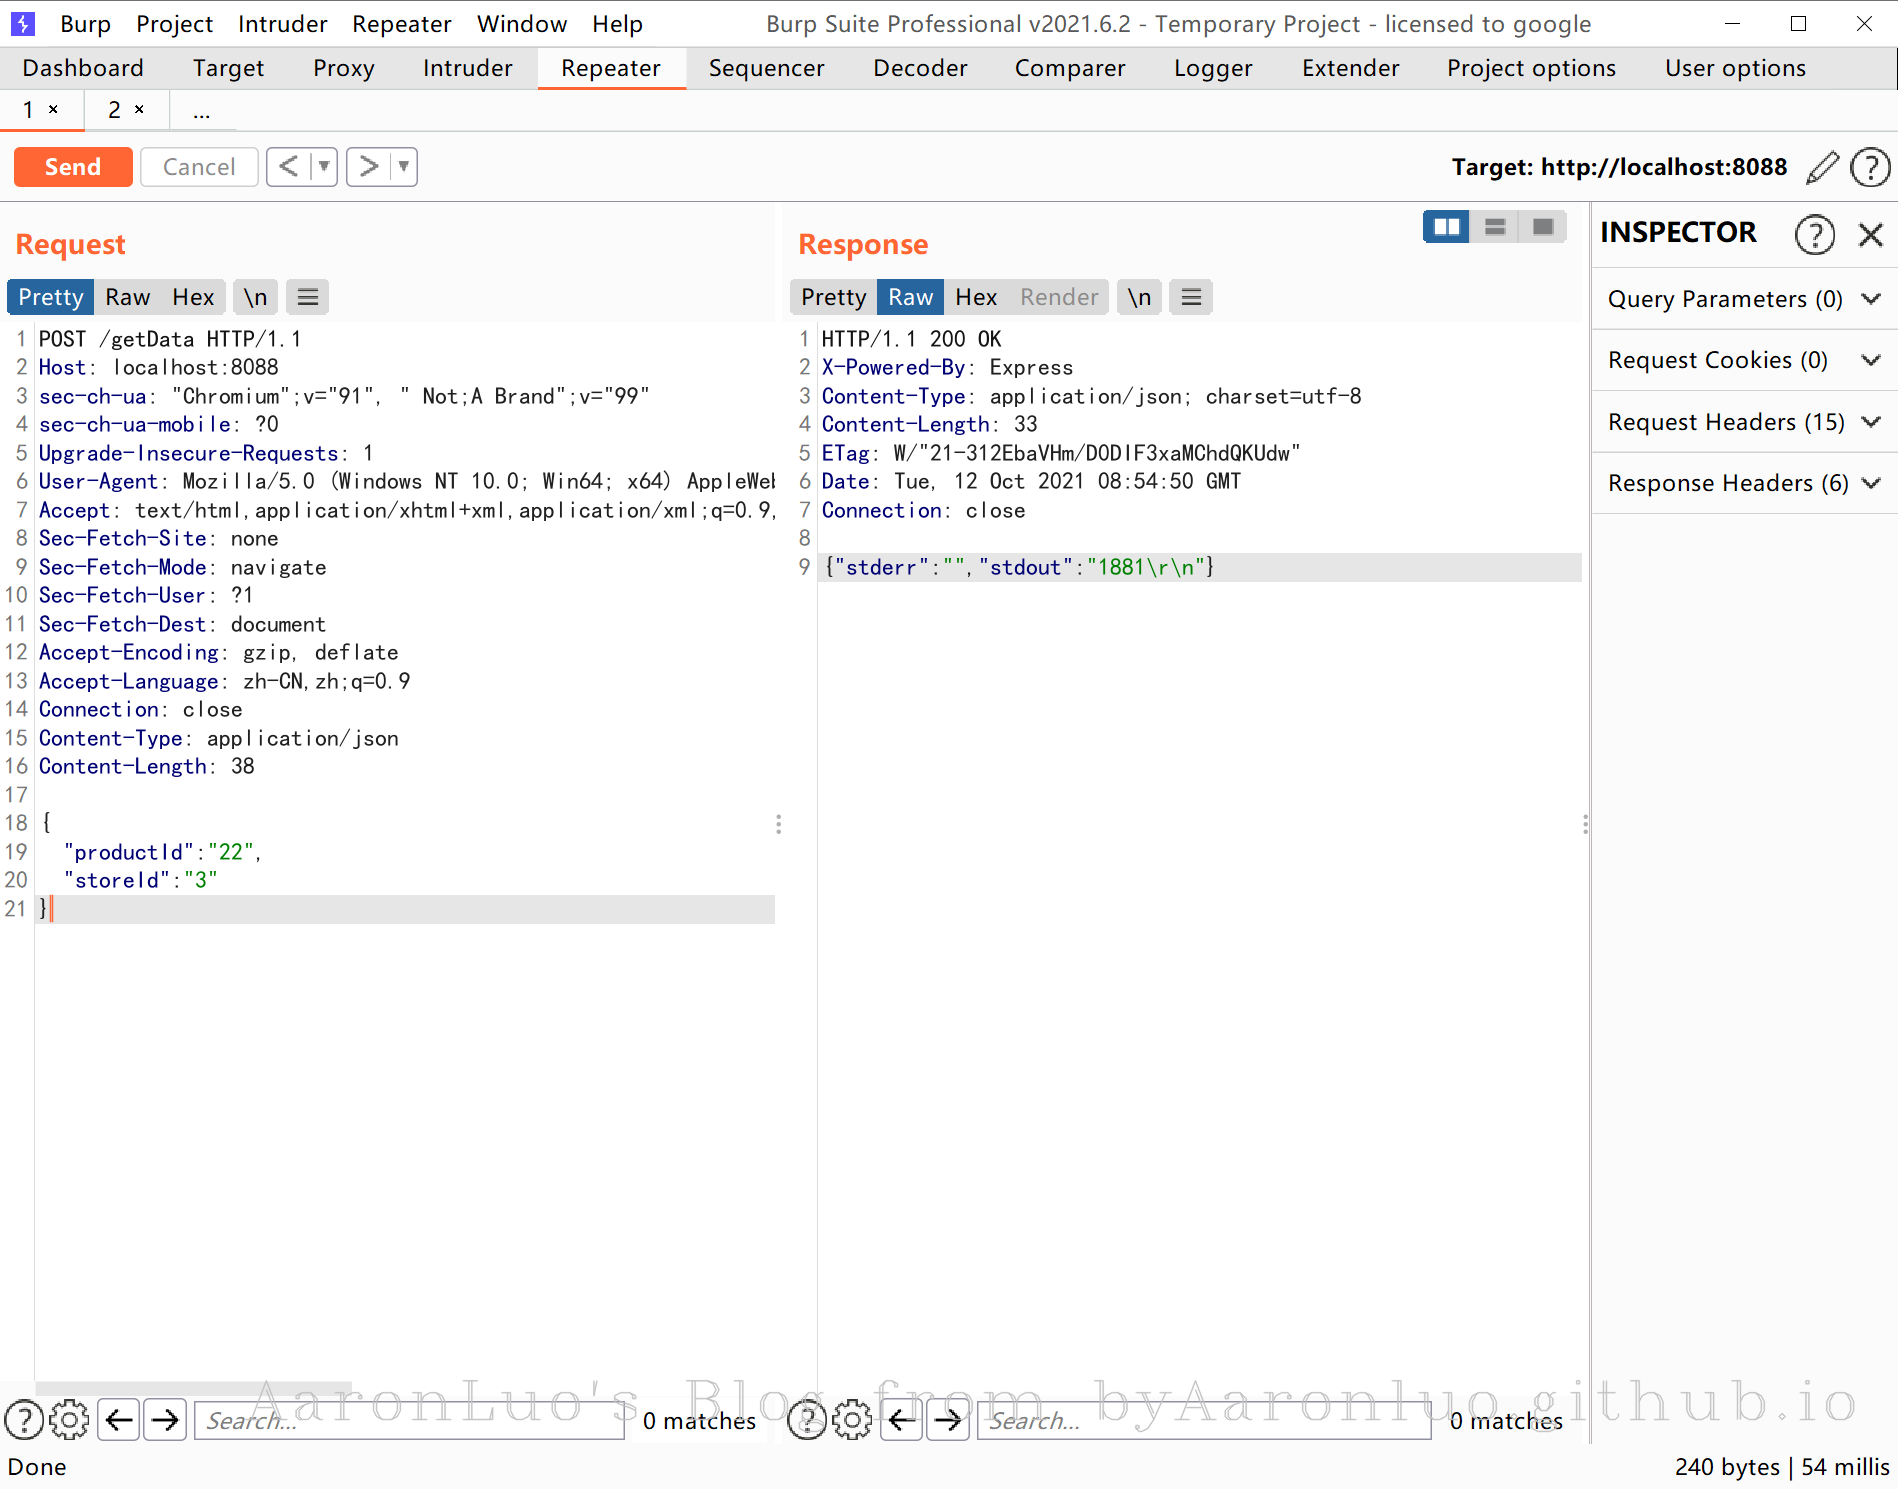 Burp Project Intruder Repeater Window Help Burp Suite Professional v2021.6.2 - Temporary Project - licensed to google
Dashboard Target Proxy Intruder Repeater Sequencer Decoder Comparer Logger Extender Project options User options
1 × 2 × ...
Send Cancel < > Target: http://localhost:8088
Request
Pretty Raw Hex \n
1 POST /getData HTTP/1.1
2 Host: localhost:8088
3 sec-ch-ua: "Chromium";v="91", " Not;A Brand";v="99"
4 sec-ch-ua-mobile: ?0
5 Upgrade-Insecure-Requests: 1
6 User-Agent: Mozilla/5.0 (Windows NT 10.0; Win64; x64) AppleWeb
7 Accept: text/html,application/xhtml+xml,application/xml;q=0.9,
8 Sec-Fetch-Site: none
9 Sec-Fetch-Mode: navigate
10 Sec-Fetch-User: ?1
11 Sec-Fetch-Dest: document
12 Accept-Encoding: gzip, deflate
13 Accept-Language: zh-CN,zh;q=0.9
14 Connection: close
15 Content-Type: application/json
16 Content-Length: 38
17
18 {
19 "productId":"22",
20 "storeId":"3"
21 }
Search... 0 matches
Response
Pretty Raw Hex Render \n
1 HTTP/1.1 200 OK
2 X-Powered-By: Express
3 Content-Type: application/json; charset=utf-8
4 Content-Length: 33
5 ETag: W/"21-312EbaVHm/DODIF3xaMChdQKUdw"
6 Date: Tue, 12 Oct 2021 08:54:50 GMT
7 Connection: close
8
9 {"stderr":"","stdout":"1881\r\n"}
Search... 0 matches
INSPECTOR
Query Parameters (0)
Request Cookies (0)
Request Headers (15)
Response Headers (6)
AaronLuo's Blog from byAaronluo.github.io
Done 240 bytes | 54 millis